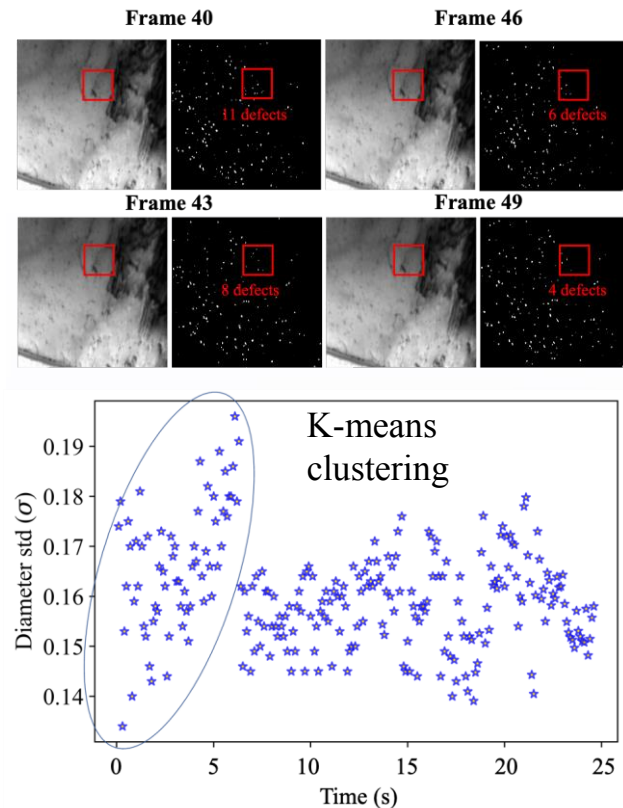 Frame 40
Frame 46
11 defects
6 defects
Frame 43
Frame 49
8 defects
4 defects
K-means
clustering
Diameter std (σ)
0.19
0.18
0.17
0.16
0.15
0.14
0 5 10 15 20 25
Time (s)